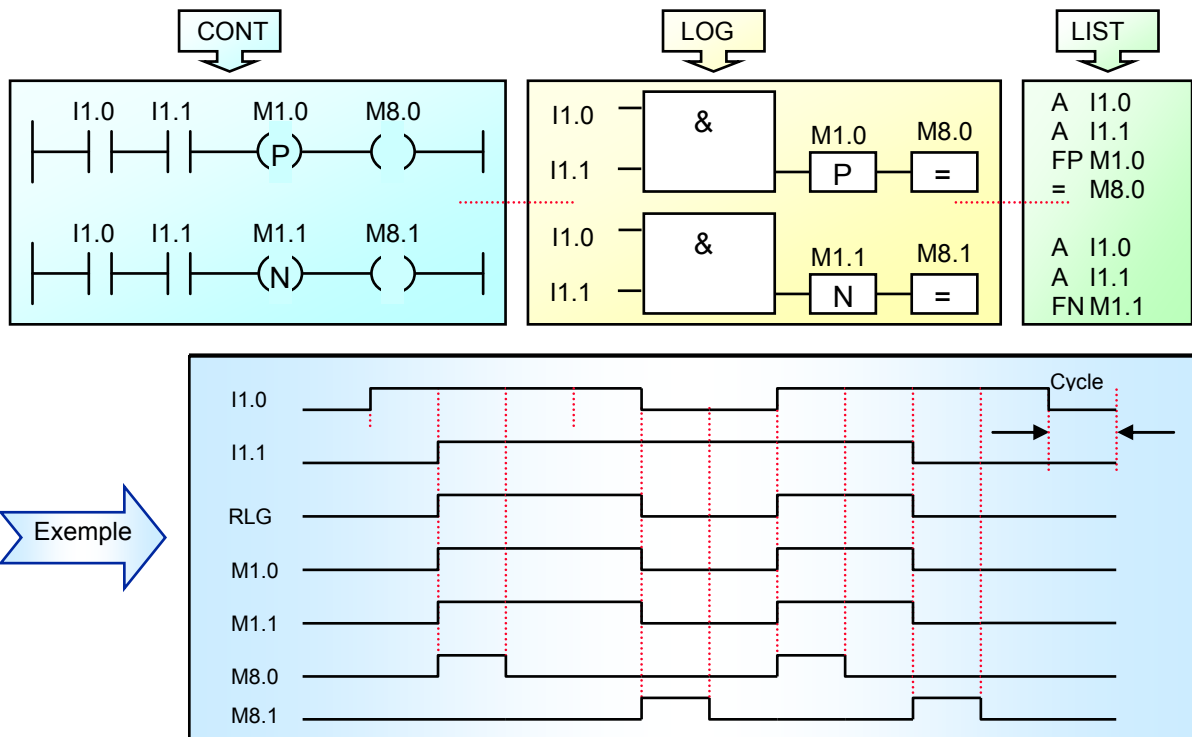 CONT
LOG
LIST
I1.0 I1.1 M1.0 M8.0
P
I1.0 I1.1 M1.1 M8.1
N
I1.0
&
I1.1
M1.0 M8.0
P =
I1.0
&
I1.1
M1.1 M8.1
N =
A I1.0
A I1.1
FP M1.0
= M8.0
A I1.0
A I1.1
FN M1.1
Exemple
Cycle
I1.0
I1.1
RLG
M1.0
M1.1
M8.0
M8.1